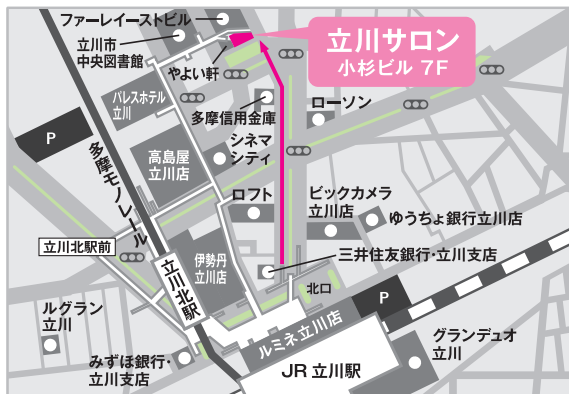 ファーレイーストビル
立川市
中央図書館
やよい軒
立川サロン
小杉ビル 7F
パレスホテル
立川
多摩信用金庫
ローソン
P
多摩モノレール
高島屋
立川店
シネマ
シティ
ロフト
ビックカメラ
立川店
ゆうちょ銀行立川店
立川北駅前
立川北駅
伊勢丹
立川店
三井住友銀行・立川支店
北口
P
ルグラン
立川
ルミネ立川店
グランデュオ
立川
みずほ銀行・
立川支店
JR 立川駅